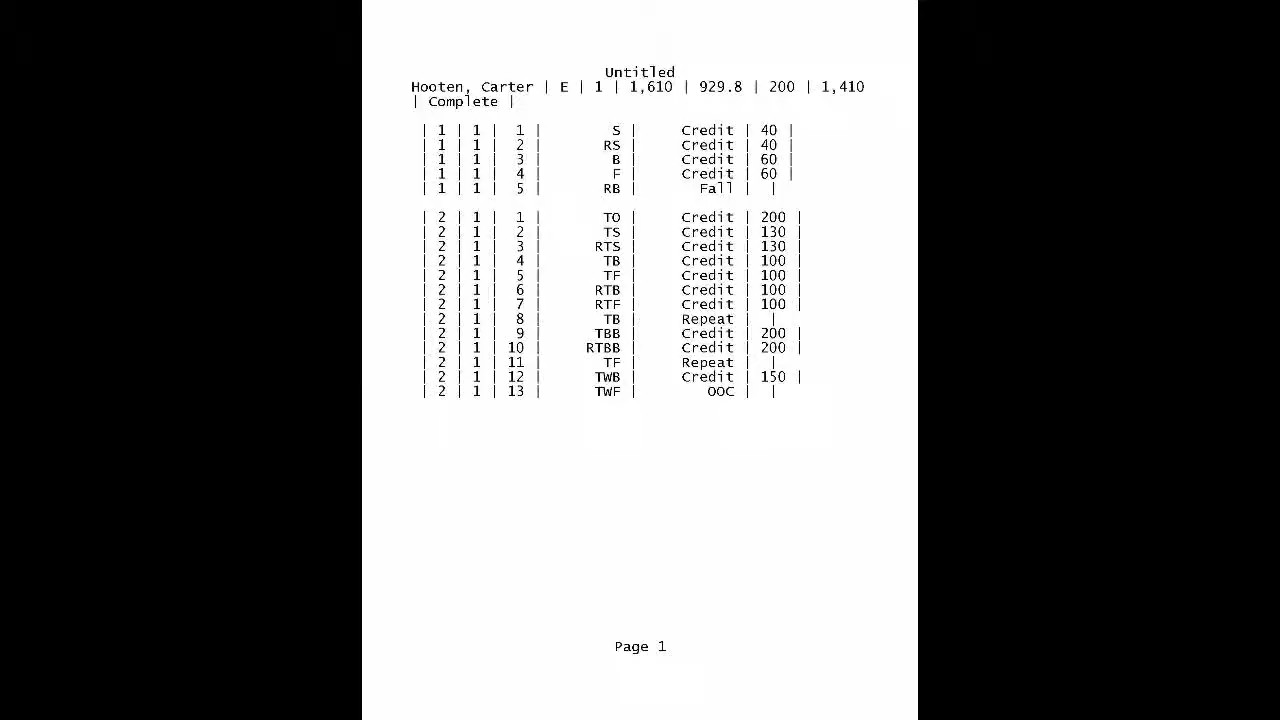 Untitled
Hooten, Carter | E | 1 | 1,610 | 929.8 | 200 | 1,410
| Complete |
| 1 | 1 | 1 | S | Credit | 40 |
| 1 | 1 | 2 | RS | Credit | 40 |
| 1 | 1 | 3 | B | Credit | 60 |
| 1 | 1 | 4 | F | Credit | 60 |
| 1 | 1 | 5 | RB | Fall | |
| 2 | 1 | 1 | TO | Credit | 200 |
| 2 | 1 | 2 | TS | Credit | 130 |
| 2 | 1 | 3 | RTS | Credit | 130 |
| 2 | 1 | 4 | TB | Credit | 100 |
| 2 | 1 | 5 | TF | Credit | 100 |
| 2 | 1 | 6 | RTB | Credit | 100 |
| 2 | 1 | 7 | RTF | Credit | 100 |
| 2 | 1 | 8 | TB | Repeat | |
| 2 | 1 | 9 | TBB | Credit | 200 |
| 2 | 1 | 10 | RTBB | Credit | 200 |
| 2 | 1 | 11 | TF | Repeat | |
| 2 | 1 | 12 | TWB | Credit | 150 |
| 2 | 1 | 13 | TWF | OOC | |
Page 1